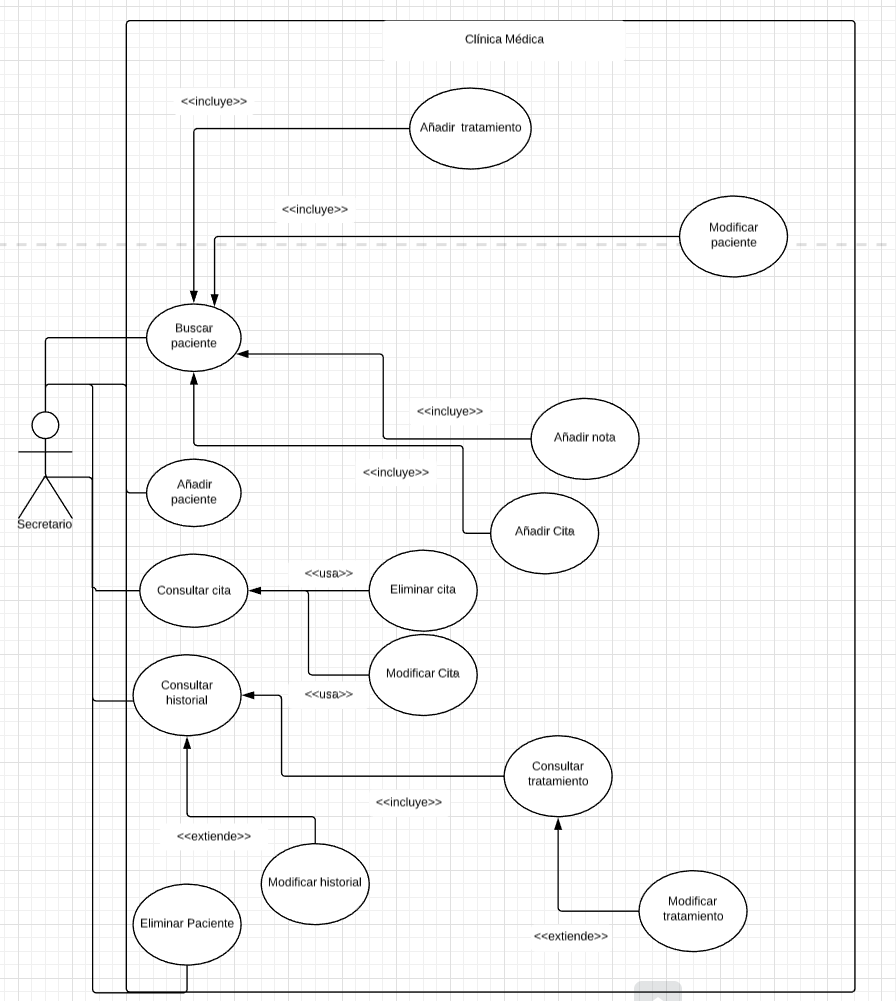 Clínica Médica
<<incluye>>
Añadir tratamiento
<<incluye>>
Modificar
paciente
Buscar
paciente
<<incluye>>
Añadir nota
<<incluye>>
Añadir
paciente
Secretario
Añadir Cita
<<usa>>
Consultar cita
Eliminar cita
Modificar Cita
<<usa>>
Consultar
historial
Consultar
tratamiento
<<incluye>>
<<extiende>>
Modificar historial
Modificar
tratamiento
Eliminar Paciente
<<extiende>>